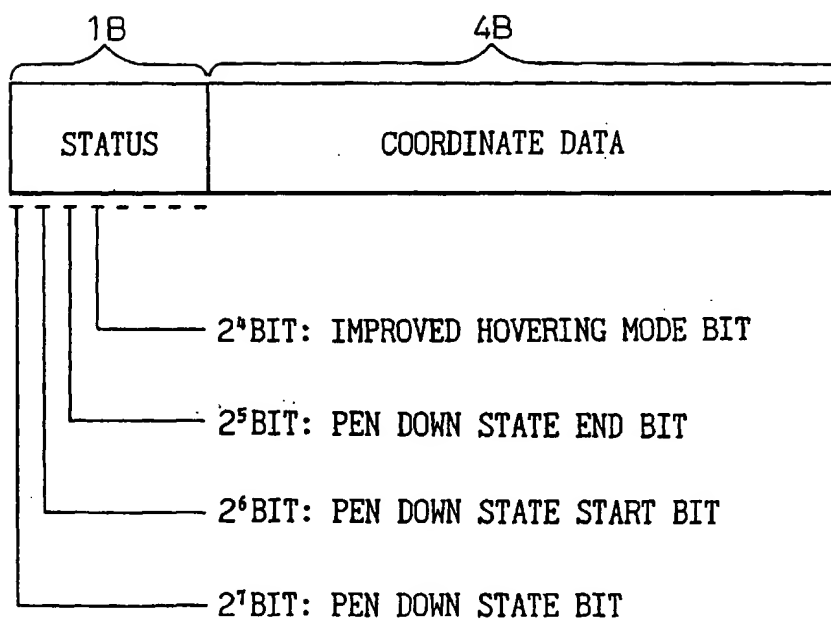 1B 4B
STATUS COORDINATE DATA
2⁴BIT: IMPROVED HOVERING MODE BIT
2⁵BIT: PEN DOWN STATE END BIT
2⁶BIT: PEN DOWN STATE START BIT
2⁷BIT: PEN DOWN STATE BIT